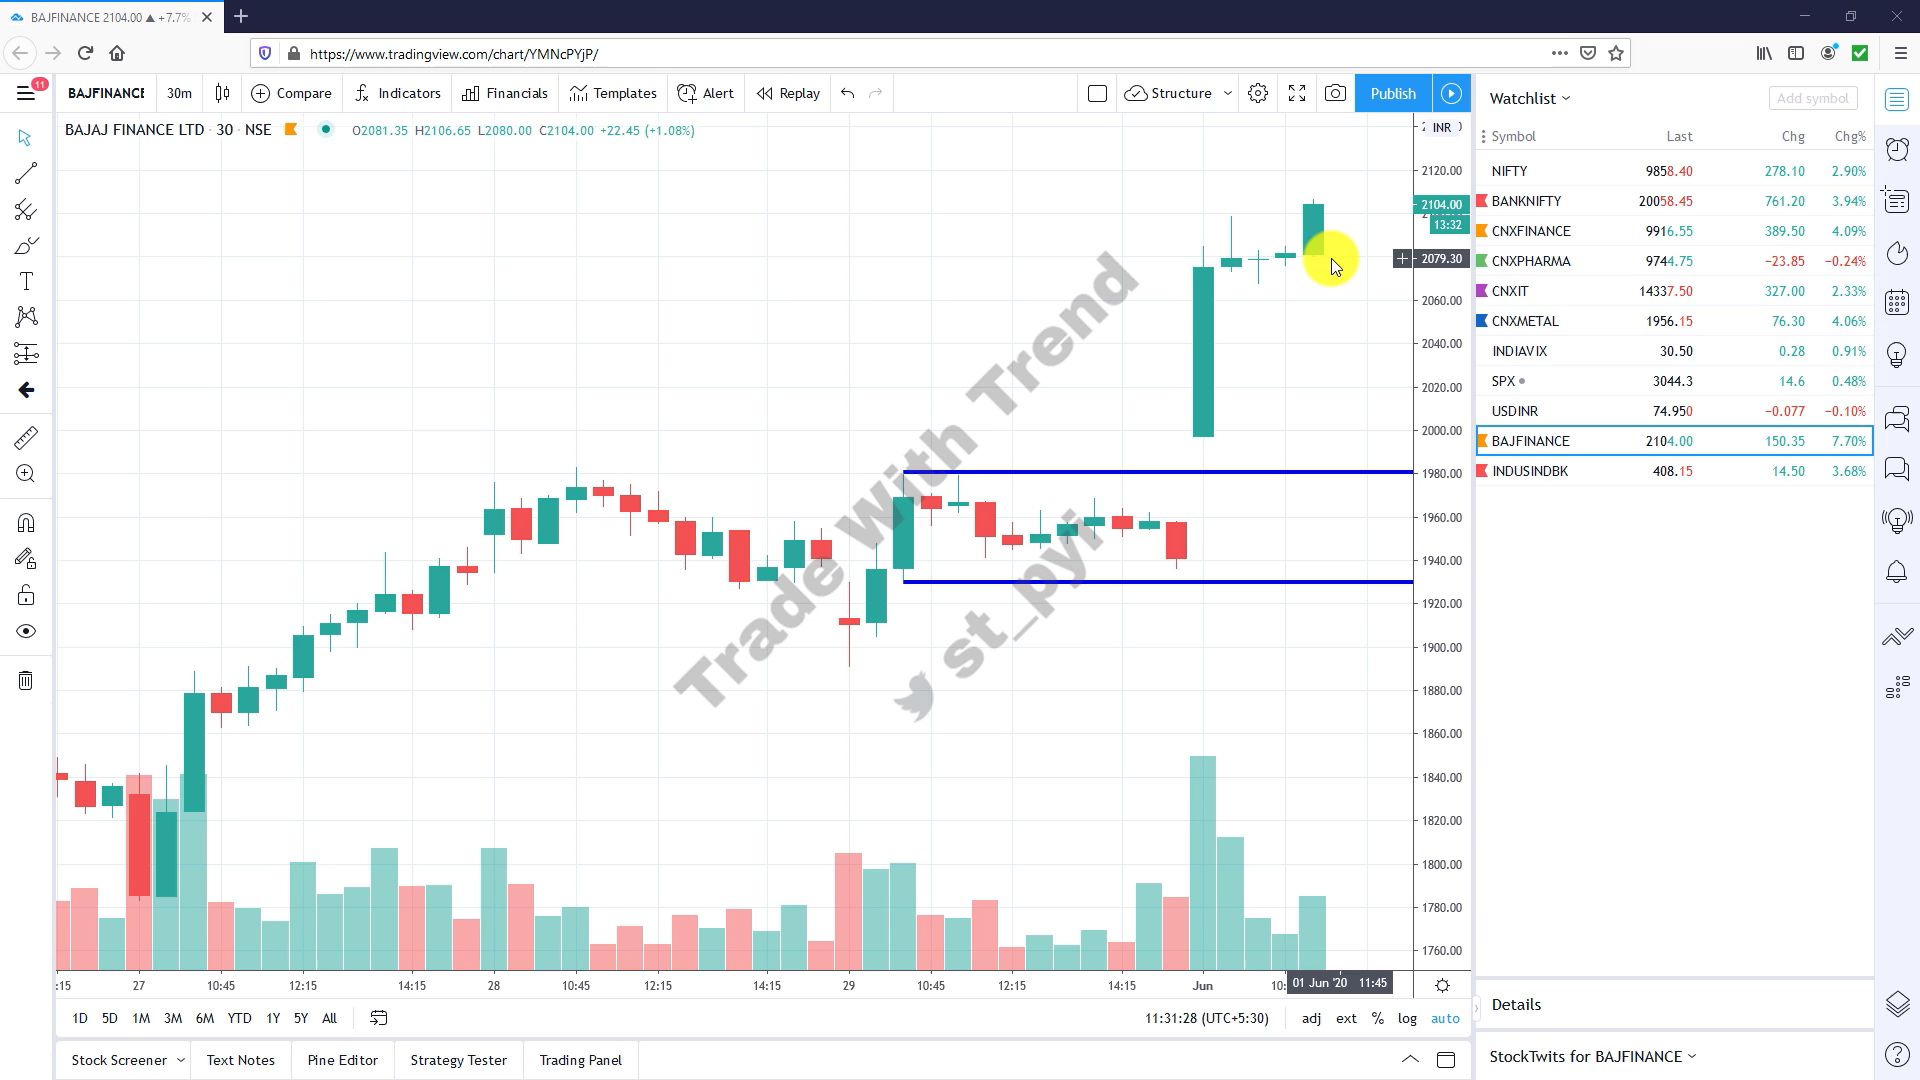 BAJFINANCE 2104.00 ▲ +7.7%
https://www.tradingview.com/chart/YMNcPYjP/
11
BAJFINANCE 30m Compare Indicators Financials Templates Alert Replay Structure Publish
BAJAJ FINANCE LTD · 30 · NSE O2081.35 H2106.65 L2080.00 C2104.00 +22.45 (+1.08%)
INR
2120.00
2104.00
13:32
2079.30
2060.00
2040.00
2020.00
2000.00
1980.00
1960.00
1940.00
1920.00
1900.00
1880.00
1860.00
1840.00
1820.00
1800.00
1780.00
1760.00
Trade With Trend
st_pyi
:15 27 10:45 12:15 14:15 28 10:45 12:15 14:15 29 10:45 12:15 14:15 Jun 10: 01 Jun '20 11:45
1D 5D 1M 3M 6M YTD 1Y 5Y All 11:31:28 (UTC+5:30) adj ext % log auto
Stock Screener Text Notes Pine Editor Strategy Tester Trading Panel
Watchlist Add symbol
Symbol Last Chg Chg%
NIFTY 9858.40 278.10 2.90%
BANKNIFTY 20058.45 761.20 3.94%
CNXFINANCE 9916.55 389.50 4.09%
CNXPHARMA 9744.75 −23.85 −0.24%
CNXIT 14337.50 327.00 2.33%
CNXMETAL 1956.15 76.30 4.06%
INDIAVIX 30.50 0.28 0.91%
SPX 3044.3 14.6 0.48%
USDINR 74.950 −0.077 −0.10%
BAJFINANCE 2104.00 150.35 7.70%
INDUSINDBK 408.15 14.50 3.68%
Details
StockTwits for BAJFINANCE